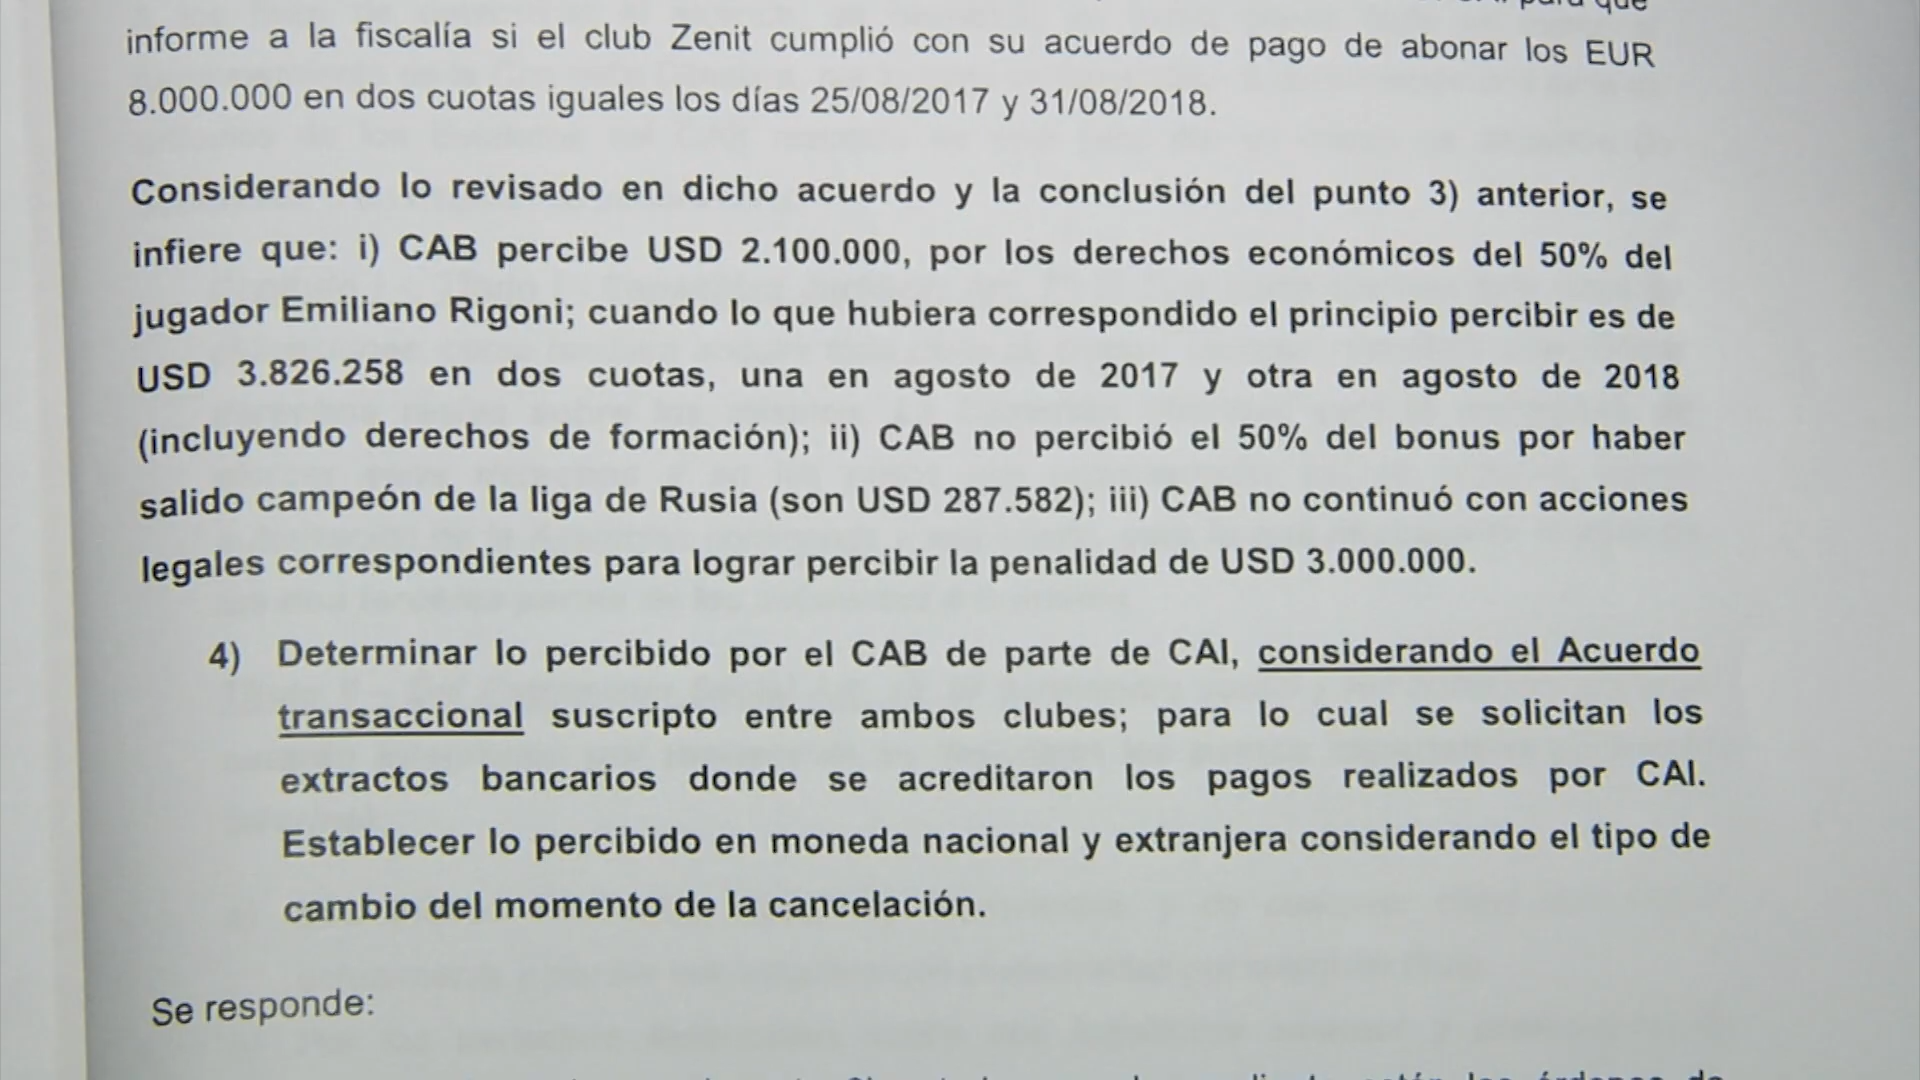 para que
informe a la fiscalía si el club Zenit cumplió con su acuerdo de pago de abonar los EUR
8.000.000 en dos cuotas iguales los días 25/08/2017 y 31/08/2018.
Considerando lo revisado en dicho acuerdo y la conclusión del punto 3) anterior, se
infiere que: i) CAB percibe USD 2.100.000, por los derechos económicos del 50% del
jugador Emiliano Rigoni; cuando lo que hubiera correspondido el principio percibir es de
USD 3.826.258 en dos cuotas, una en agosto de 2017 y otra en agosto de 2018
(incluyendo derechos de formación); ii) CAB no percibió el 50% del bonus por haber
salido campeón de la liga de Rusia (son USD 287.582); iii) CAB no continuó con acciones
legales correspondientes para lograr percibir la penalidad de USD 3.000.000.
4) Determinar lo percibido por el CAB de parte de CAI, considerando el Acuerdo
transaccional suscripto entre ambos clubes; para lo cual se solicitan los
extractos bancarios donde se acreditaron los pagos realizados por CAI.
Establecer lo percibido en moneda nacional y extranjera considerando el tipo de
cambio del momento de la cancelación.
Se responde: